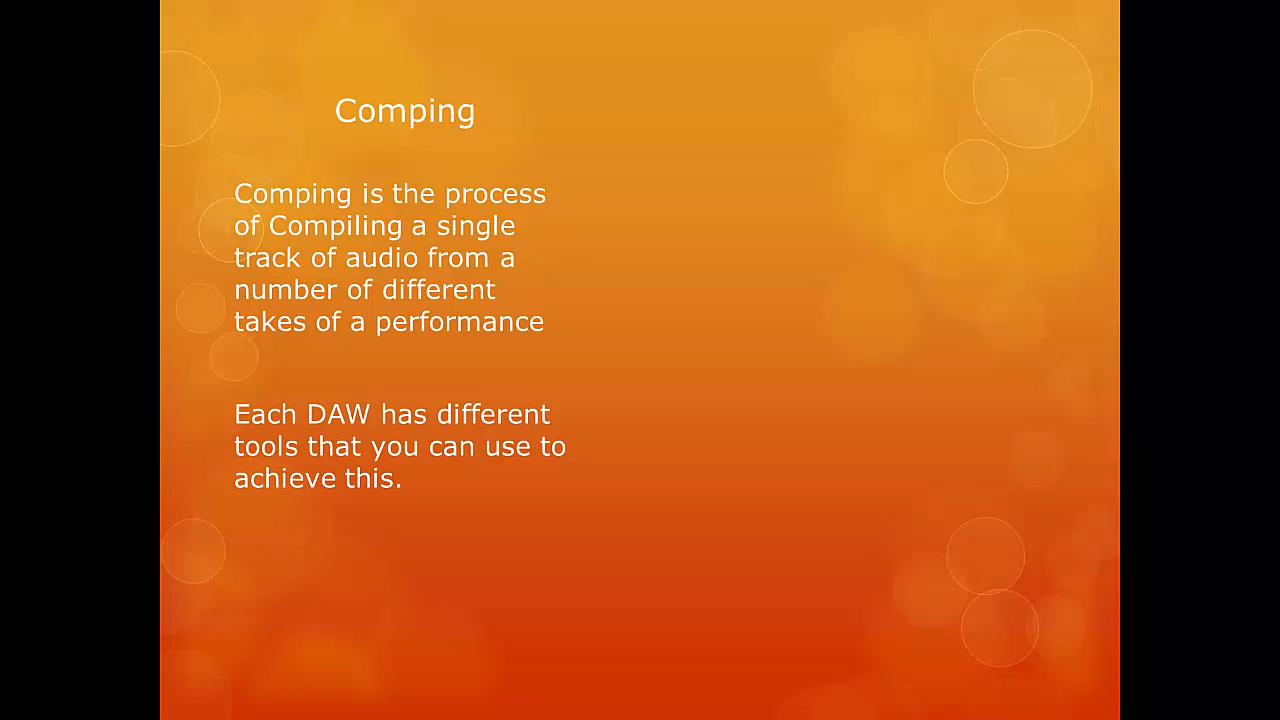 Comping
Comping is the process
of Compiling a single
track of audio from a
number of different
takes of a performance
Each DAW has different
tools that you can use to
achieve this.